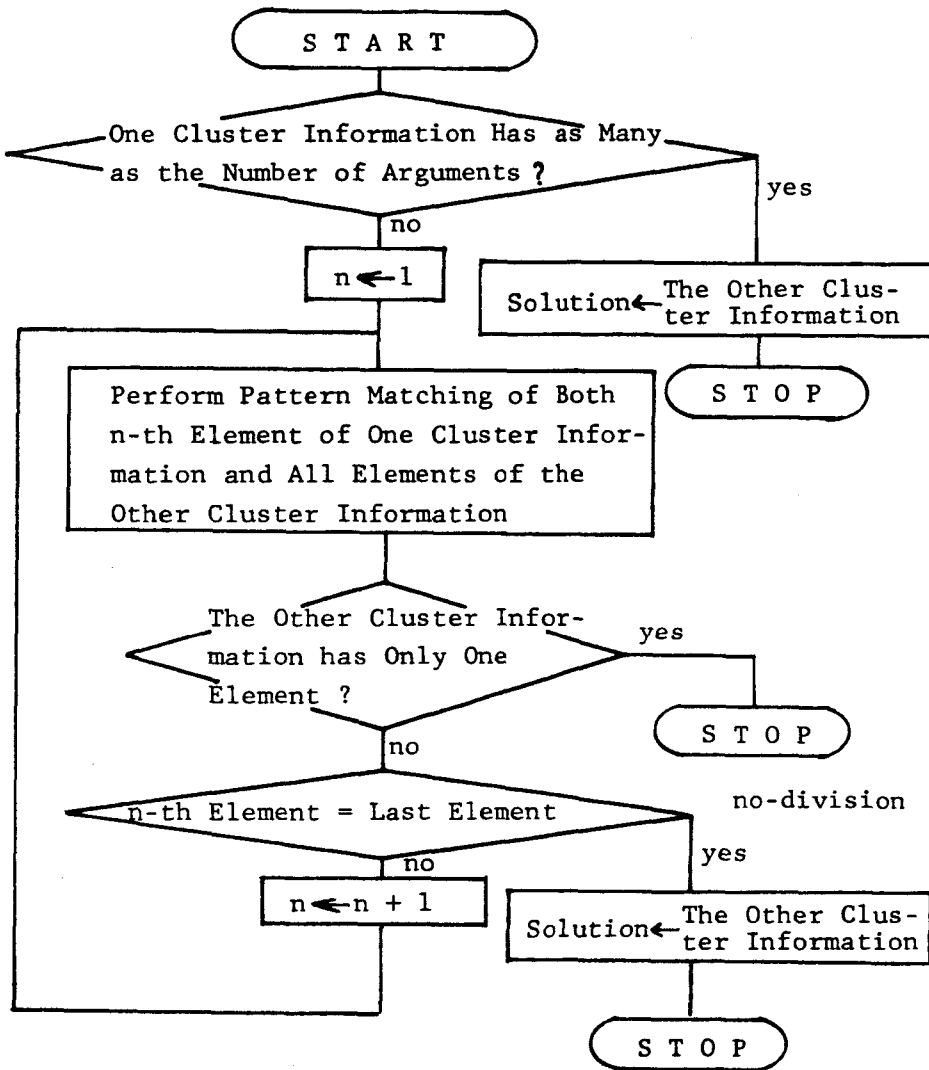 S T A R T
One Cluster Information Has as Many
as the Number of Arguments ?
yes
no
n ← 1
Solution ← The Other Clus-
ter Information
S T O P
Perform Pattern Matching of Both
n-th Element of One Cluster Infor-
mation and All Elements of the
Other Cluster Information
The Other Cluster Infor-
mation has Only One
Element ?
yes
S T O P
no
no-division
n-th Element = Last Element
yes
no
n ← n + 1
Solution ← The Other Clus-
ter Information
S T O P